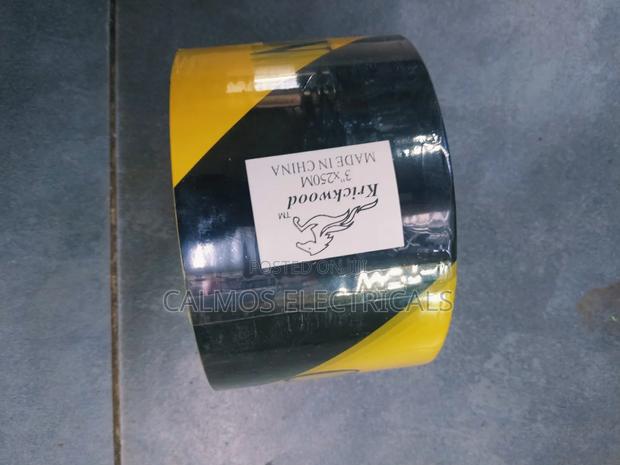 Krickwood
TM
3"x250M
MADE IN CHINA
POSTED ON
CALMOS ELECTRICALS